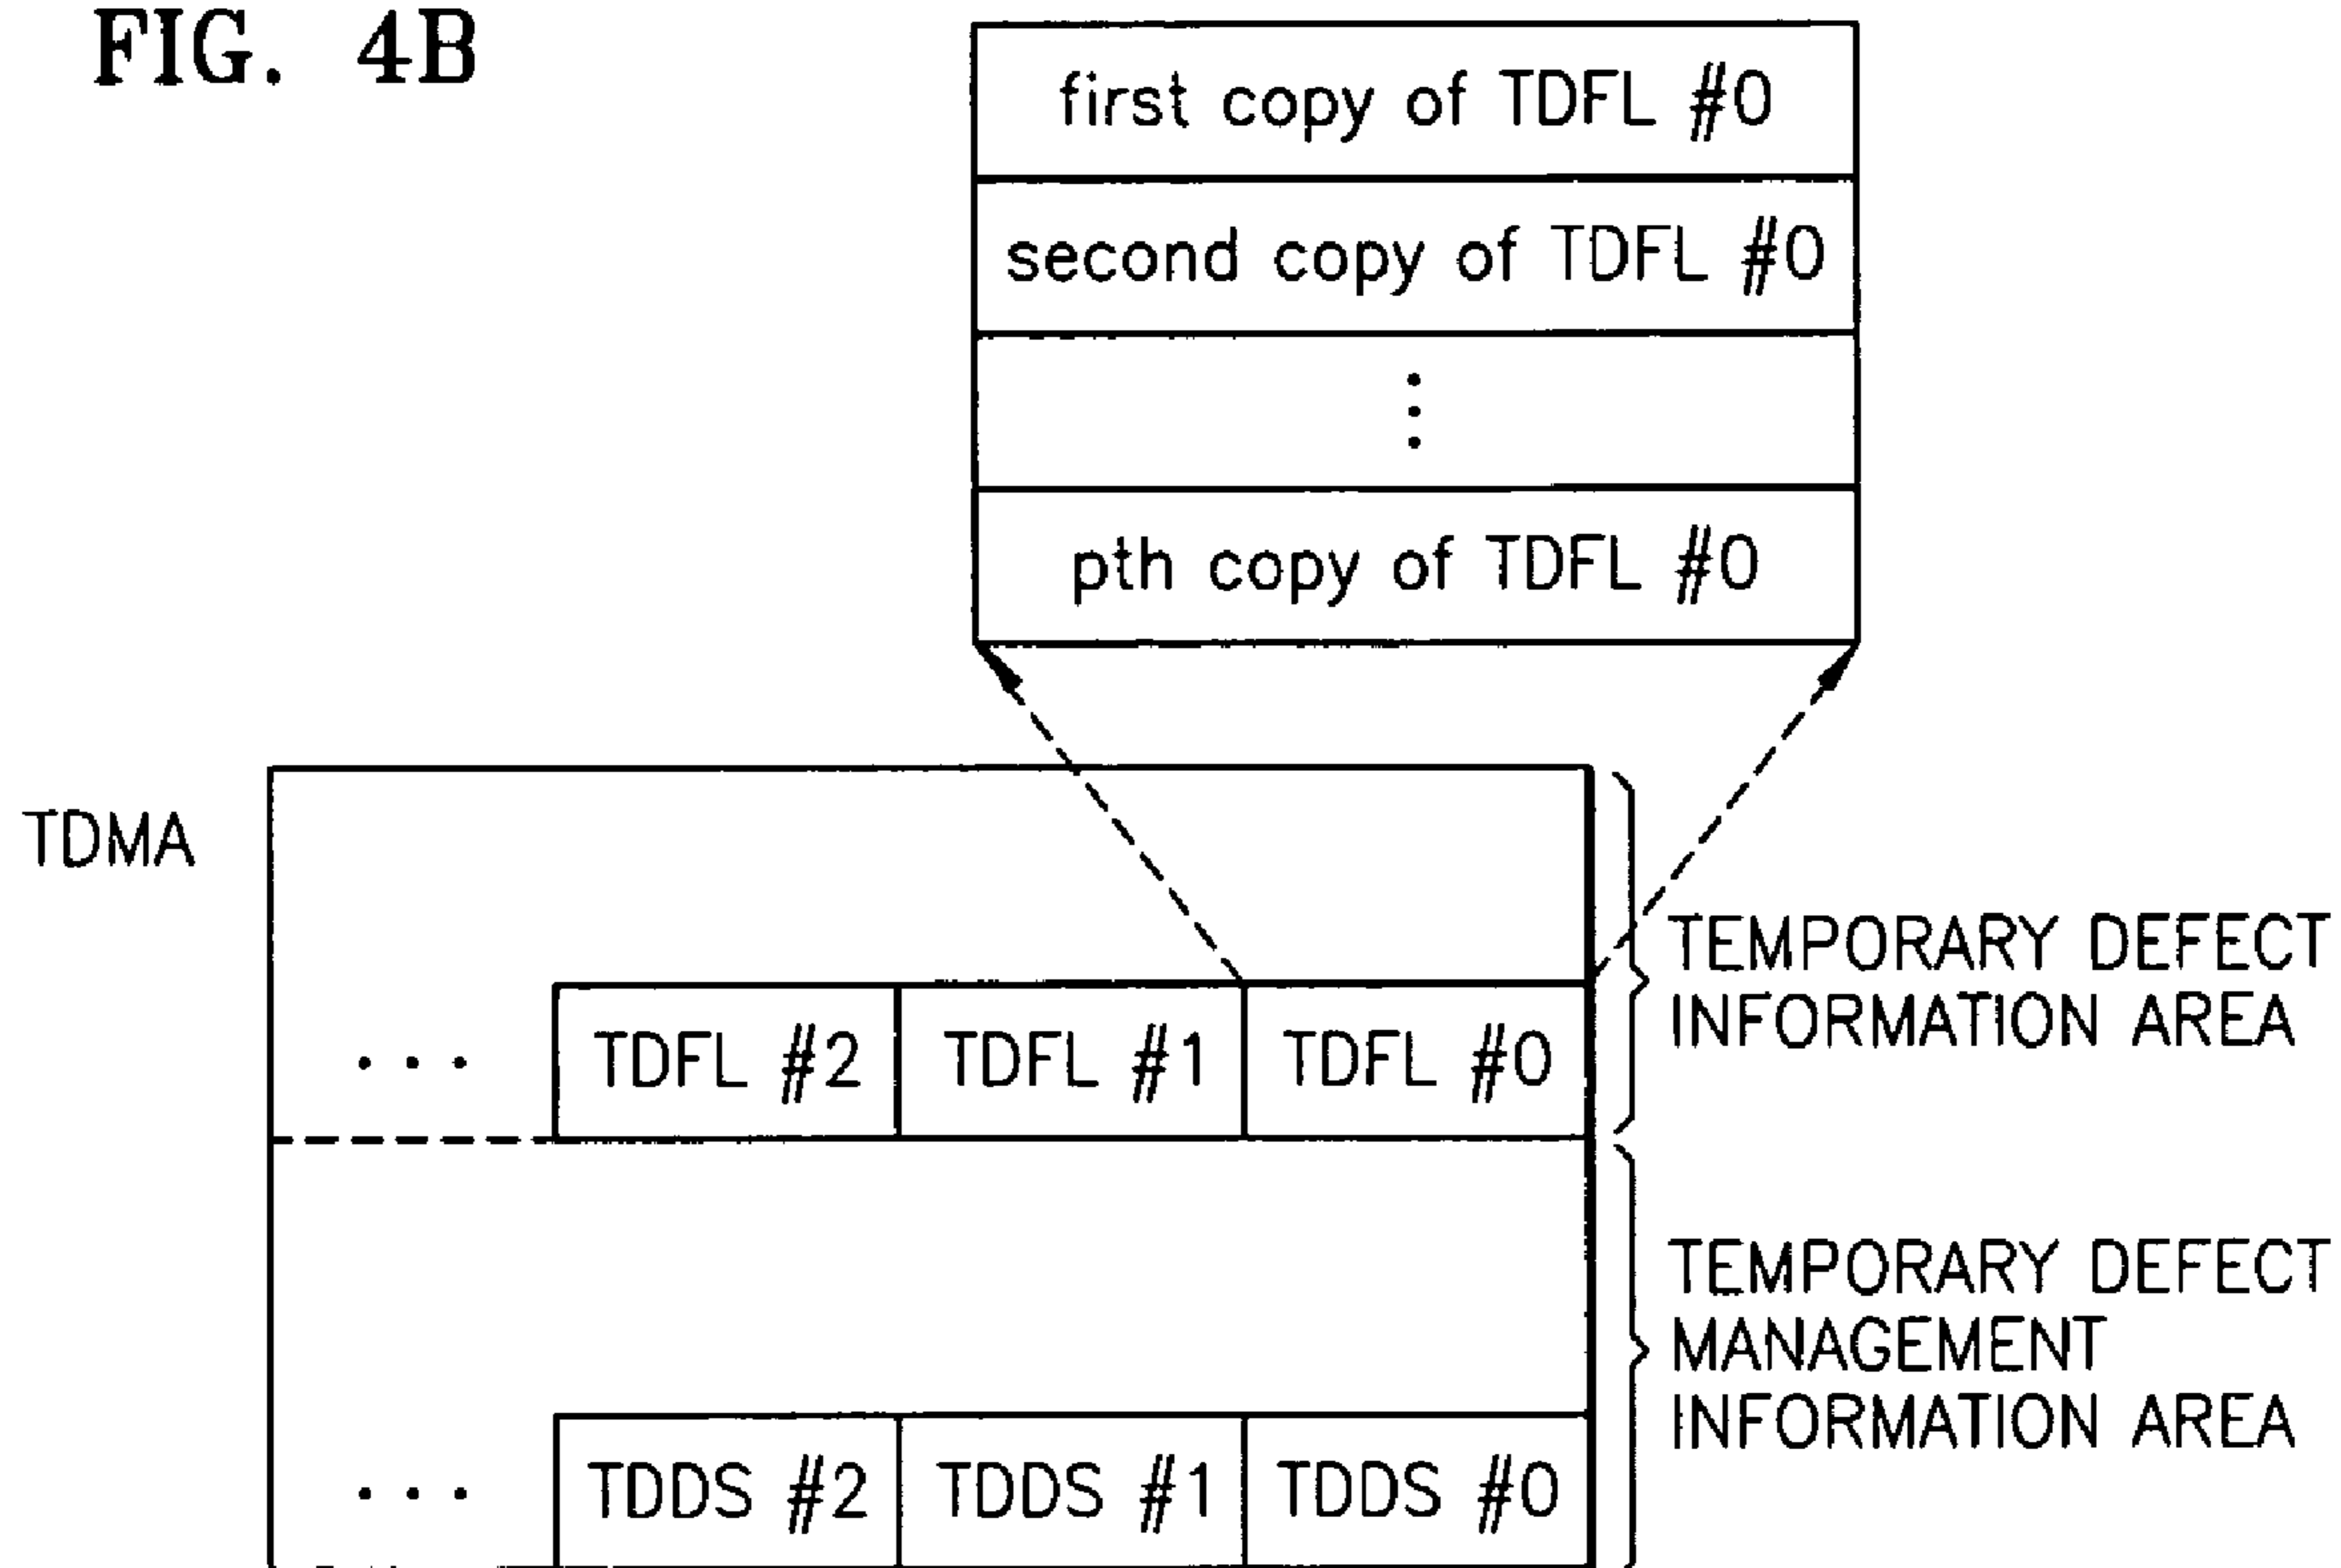 FIG. 4B
first copy of TDFL #0
second copy of TDFL #0
⋮
pth copy of TDFL #0
TDMA
TEMPORARY DEFECT
INFORMATION AREA
... TDFL #2 TDFL #1 TDFL #0
TEMPORARY DEFECT
MANAGEMENT
INFORMATION AREA
... TDDS #2 TDDS #1 TDDS #0